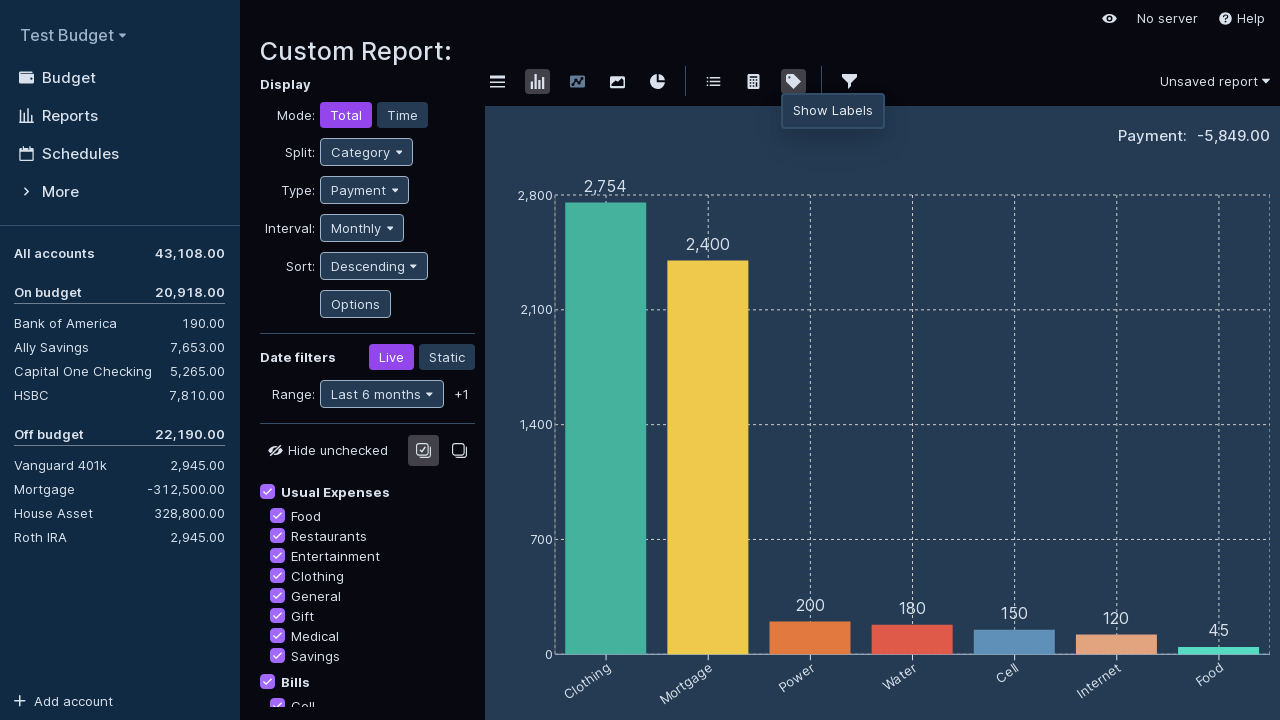 Test Budget
Budget
Reports
Schedules
More
All accounts 43,108.00
On budget 20,918.00
Bank of America 190.00
Ally Savings 7,653.00
Capital One Checking 5,265.00
HSBC 7,810.00
Off budget 22,190.00
Vanguard 401k 2,945.00
Mortgage -312,500.00
House Asset 328,800.00
Roth IRA 2,945.00
Add account
No server
Help
Custom Report:
Display
Mode: Total Time
Split: Category
Type: Payment
Interval: Monthly
Sort: Descending
Options
Date filters Live Static
Range: Last 6 months +1
Hide unchecked
Usual Expenses
Food
Restaurants
Entertainment
Clothing
General
Gift
Medical
Savings
Bills
Cell
Unsaved report
Show Labels
Payment: -5,849.00
2,800
2,100
1,400
700
0
2,754
2,400
200
180
150
120
45
Clothing
Mortgage
Power
Water
Cell
Internet
Food